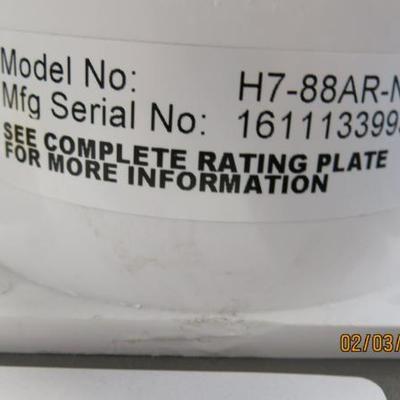 Model No: H7-88AR-N
Mfg Serial No: 161113399
SEE COMPLETE RATING PLATE
FOR MORE INFORMATION
02/03/